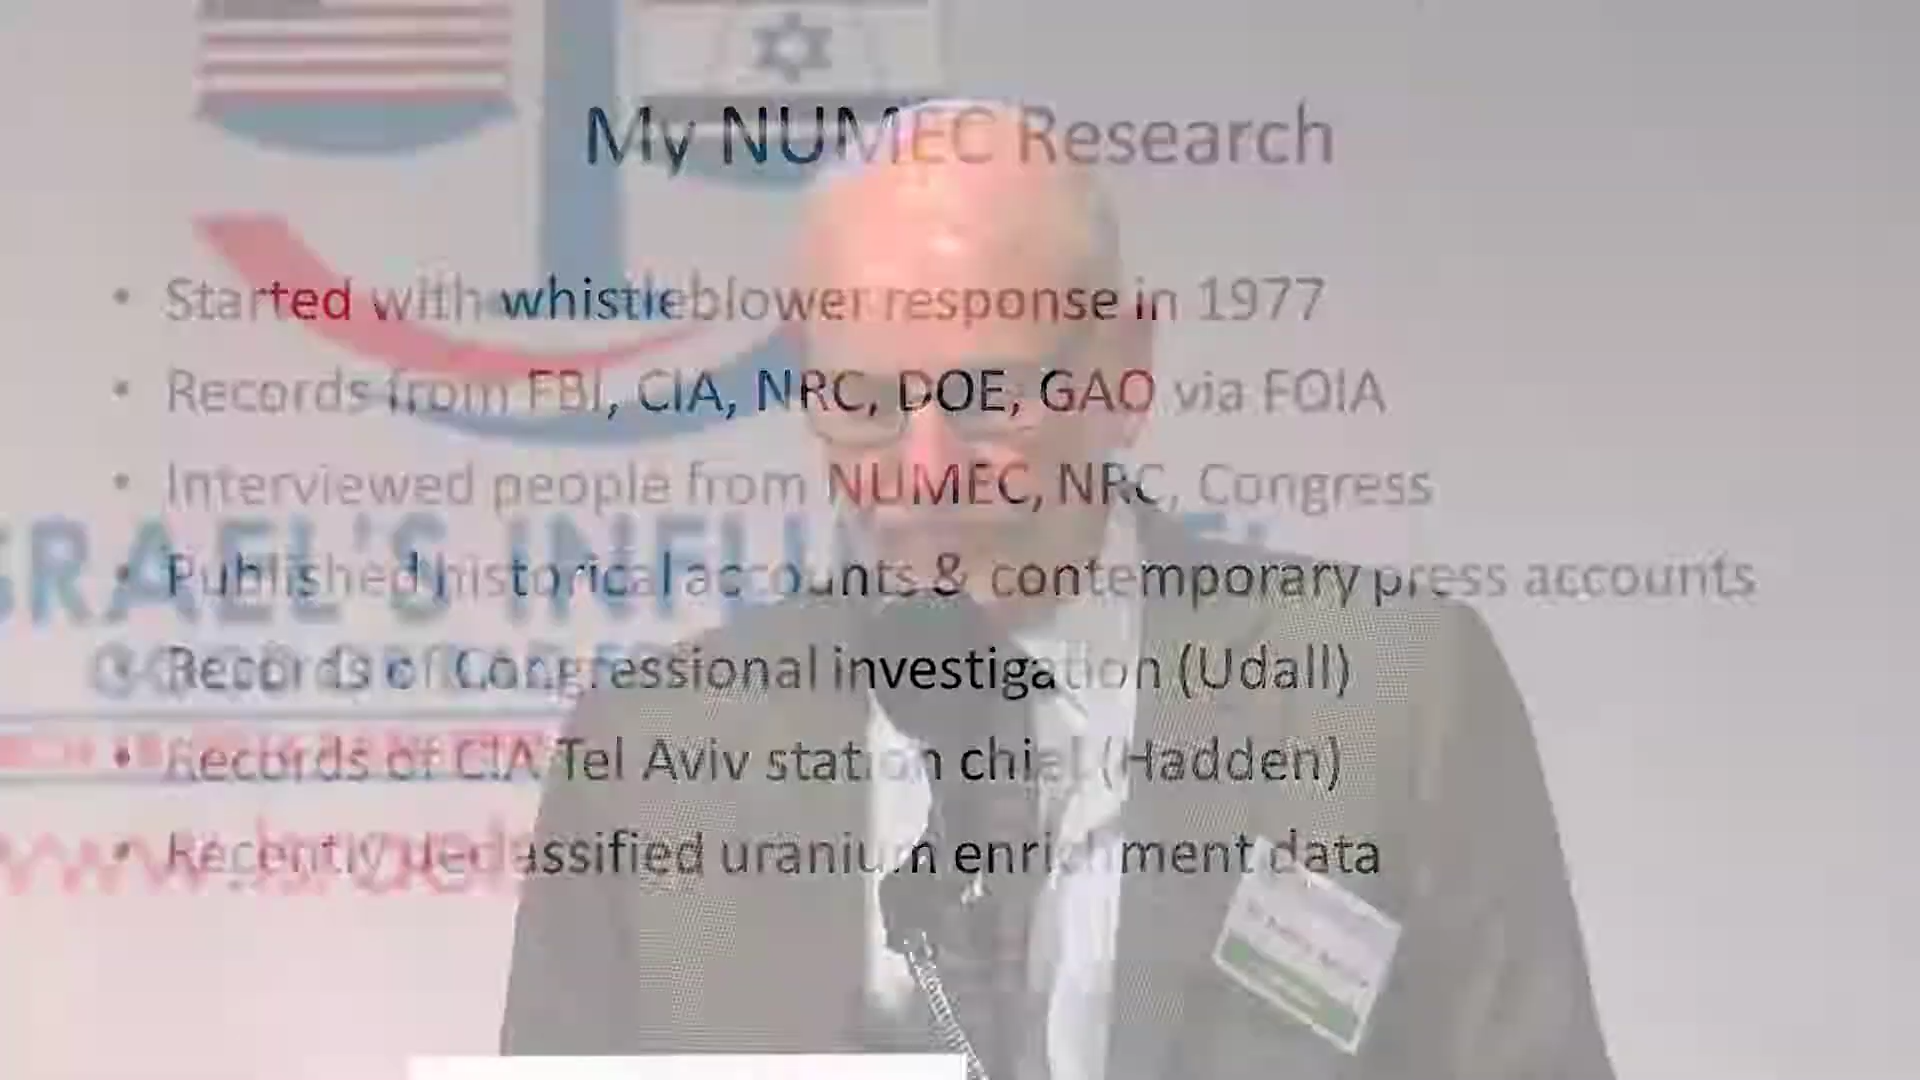 My NUMEC Research
• Started with whistleblower response in 1977
• Records from FBI, CIA, NRC, DOE, GAO via FOIA
• Interviewed people from NUMEC, NRC, Congress
• Published historical accounts & contemporary press accounts
• Records of Congressional investigation (Udall)
• Records of CIA Tel Aviv station chief (Hadden)
• Recently declassified uranium enrichment data
SRAEL'S INFLU